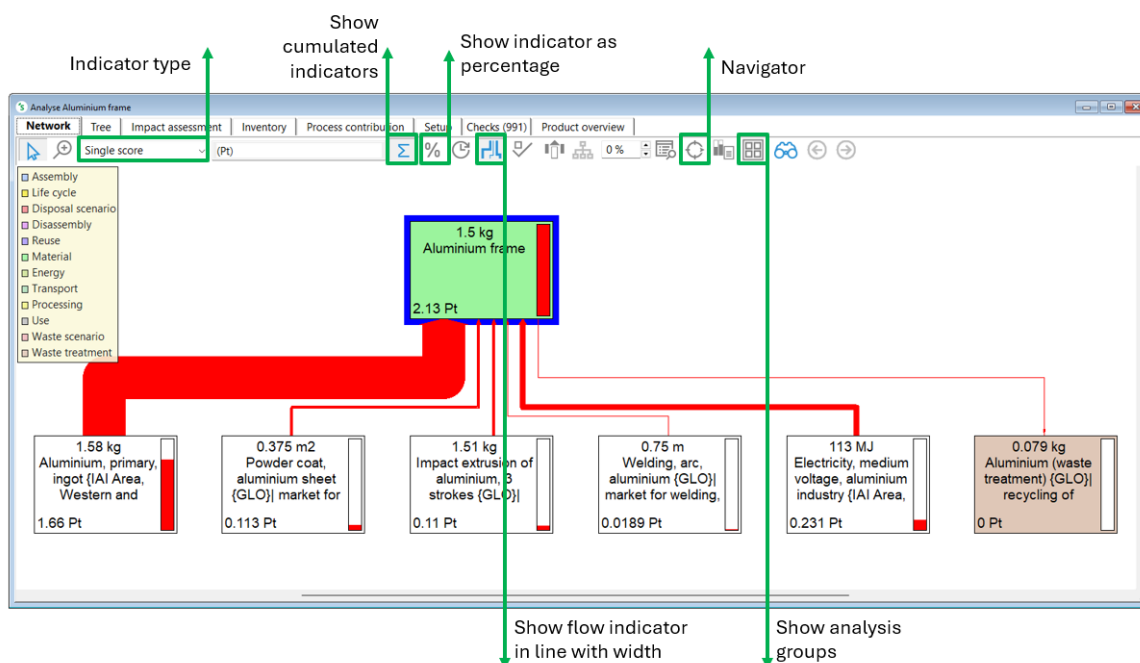 Show
cumulated
indicators
Show indicator as
percentage
Indicator type
Navigator
Analyse Aluminium frame
Network
Tree
Impact assessment
Inventory
Process contribution
Setup
Checks (991)
Product overview
Single score
(Pt)
Σ
%
0 %
Assembly
Life cycle
Disposal scenario
Disassembly
Reuse
Material
Energy
Transport
Processing
Use
Waste scenario
Waste treatment
1.5 kg
Aluminium frame
2.13 Pt
1.58 kg
Aluminium, primary,
ingot {IAI Area,
Western and
1.66 Pt
0.375 m2
Powder coat,
aluminium sheet
{GLO}| market for
0.113 Pt
1.51 kg
Impact extrusion of
aluminium, 3
strokes {GLO}|
0.11 Pt
0.75 m
Welding, arc,
aluminium {GLO}|
market for welding,
0.0189 Pt
113 MJ
Electricity, medium
voltage, aluminium
industry {IAI Area,
0.231 Pt
0.079 kg
Aluminium (waste
treatment) {GLO}|
recycling of
0 Pt
Show flow indicator
in line with width
Show analysis
groups